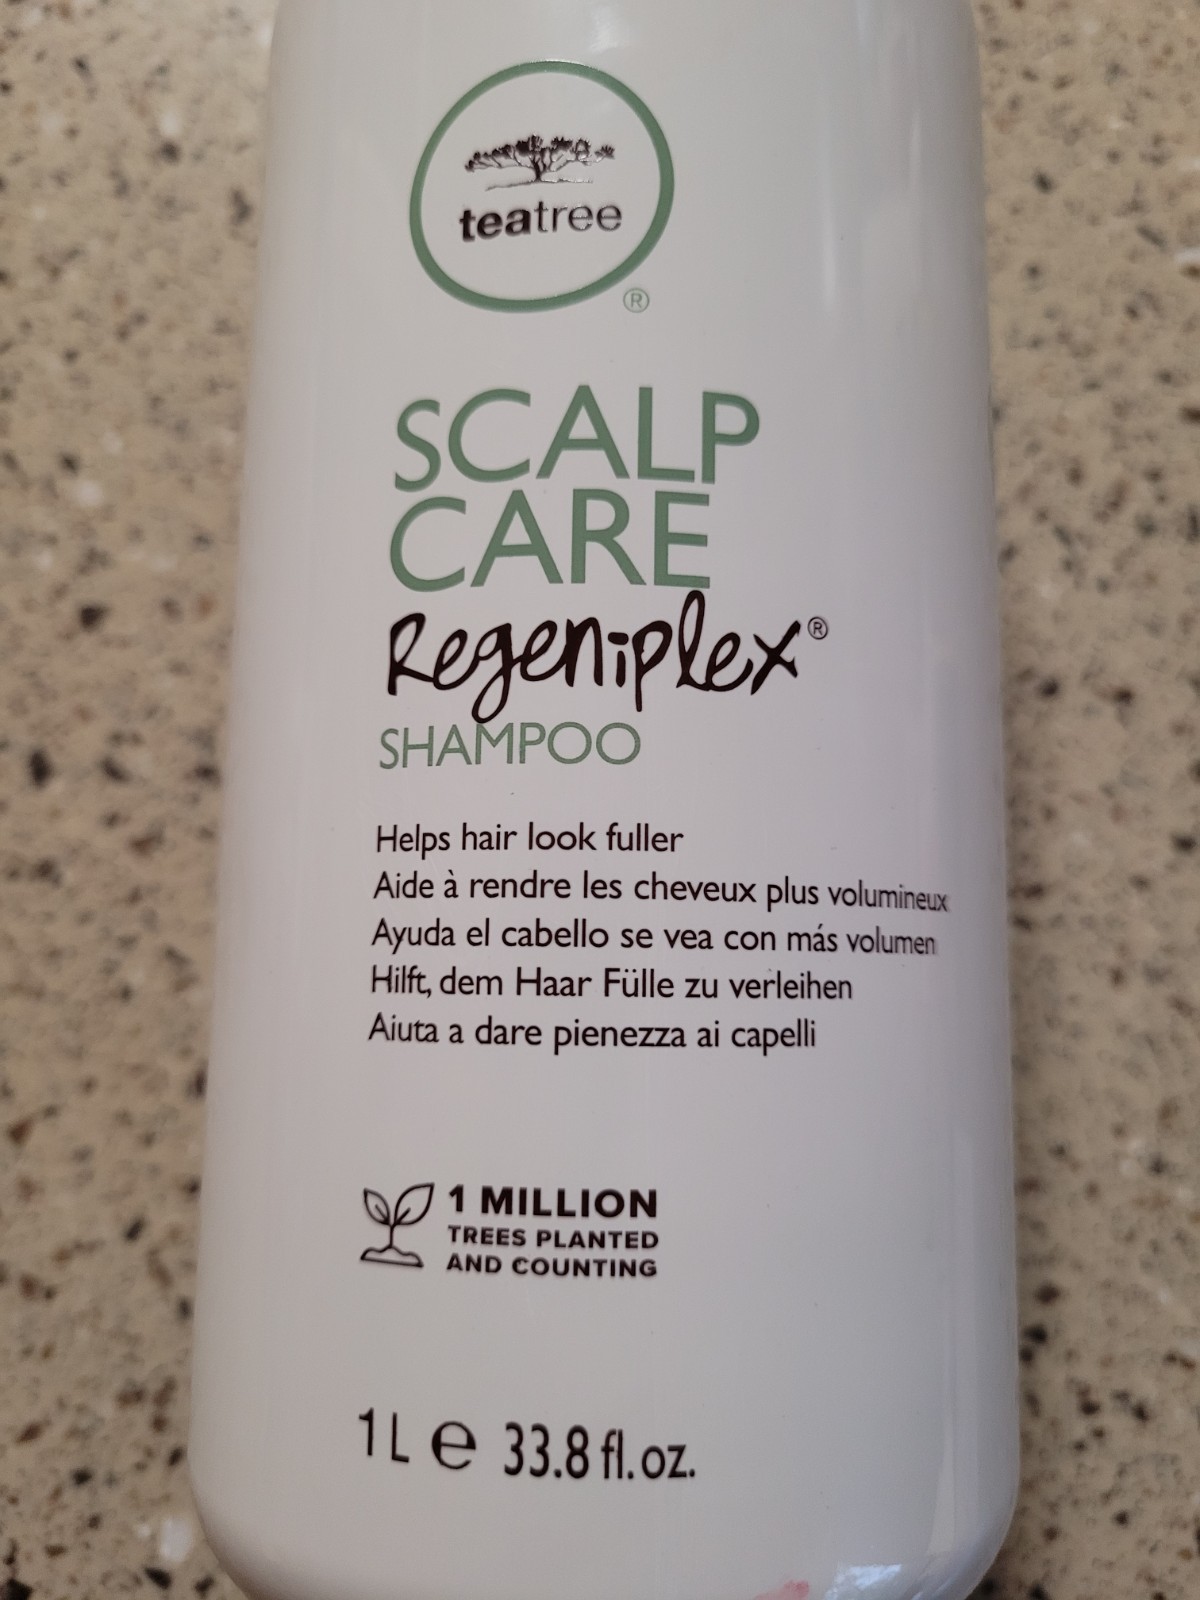 teatree
®
SCALP
CARE
Regeniplex®
SHAMPOO
Helps hair look fuller
Aide à rendre les cheveux plus volumineux
Ayuda el cabello se vea con más volumen
Hilft, dem Haar Fülle zu verleihen
Aiuta a dare pienezza ai capelli
1 MILLION
TREES PLANTED
AND COUNTING
1 L ℮ 33.8 fl. oz.